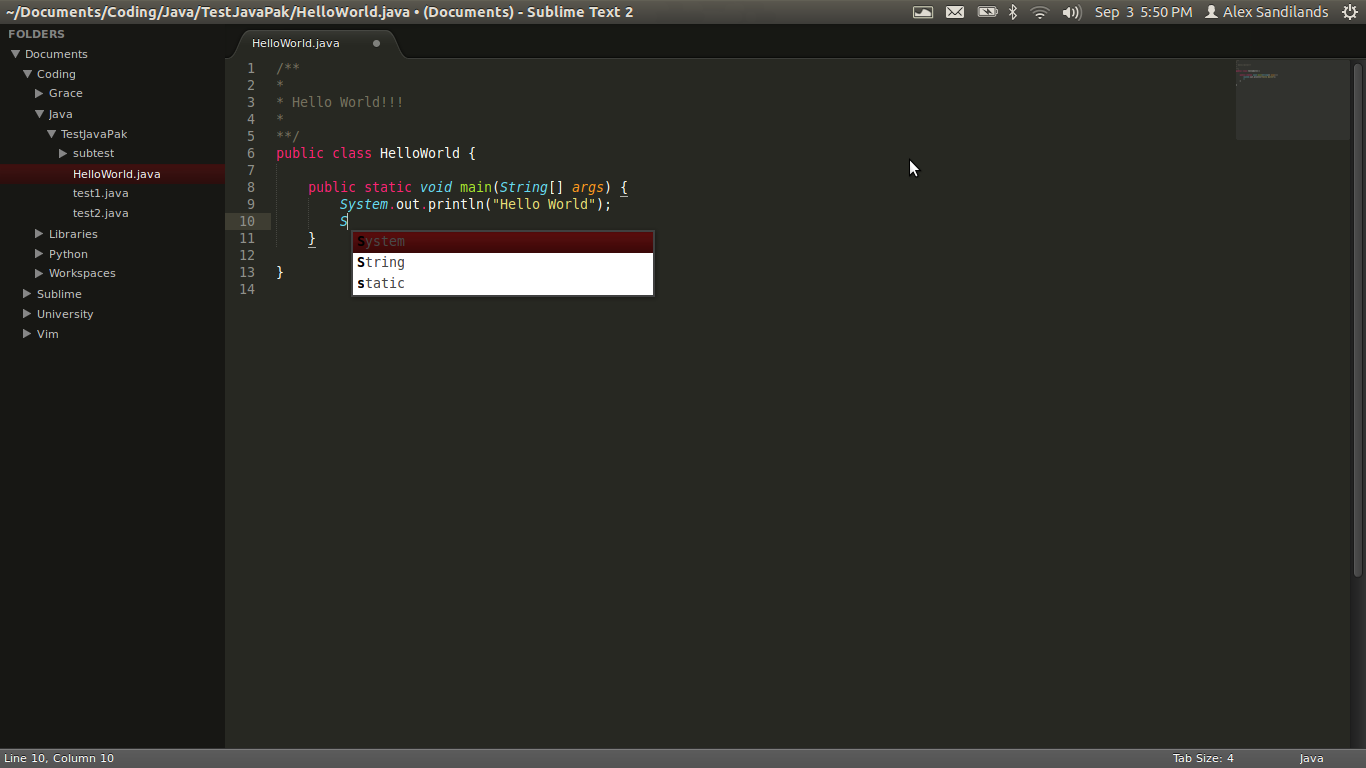 ~/Documents/Coding/Java/TestJavaPak/HelloWorld.java • (Documents) - Sublime Text 2
Sep 3 5:50 PM Alex Sandilands
FOLDERS
Documents
Coding
Grace
Java
TestJavaPak
subtest
HelloWorld.java
test1.java
test2.java
Libraries
Python
Workspaces
Sublime
University
Vim
HelloWorld.java
1 /**
2 *
3 * Hello World!!!
4 *
5 **/
6 public class HelloWorld {
7
8 public static void main(String[] args) {
9 System.out.println("Hello World");
10 S
11 }
12
13 }
14
System
String
static
Line 10, Column 10
Tab Size: 4
Java